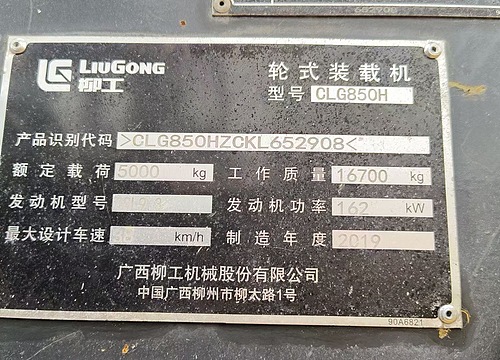 LIUGONG
柳工
轮式装载机
型号 CLG850H
产品识别代码 >CLG850HZCKL652908<
额定载荷 5000 kg 工作质量 16700 kg
发动机型号 发动机功率 162 kW
最大设计车速 km/h 制造年度 2019
广西柳工机械股份有限公司
中国广西柳州市柳太路1号
90A6821